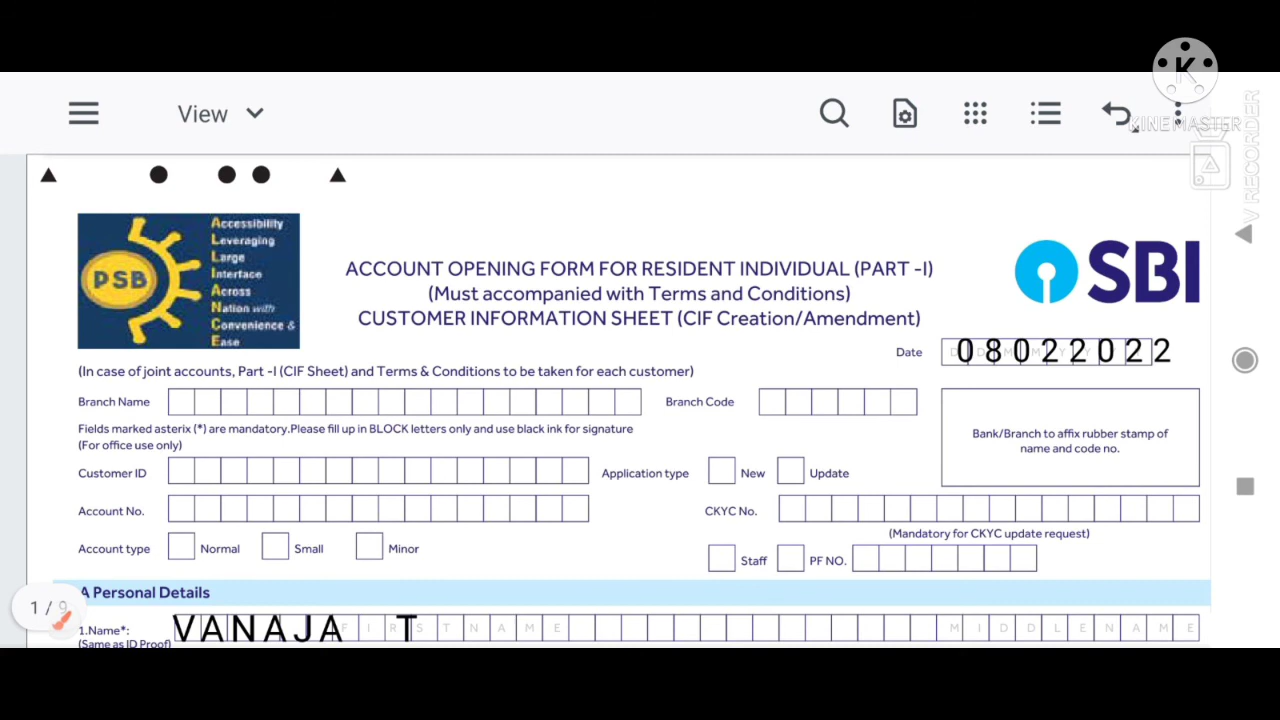 View
KINEMASTER
V RECORDER
PSB
Accessibility
Leveraging
Large
Interface
Across
Nation with
Convenience &
Ease
ACCOUNT OPENING FORM FOR RESIDENT INDIVIDUAL (PART -I)
(Must accompanied with Terms and Conditions)
CUSTOMER INFORMATION SHEET (CIF Creation/Amendment)
SBI
Date 08022022
(In case of joint accounts, Part -I (CIF Sheet) and Terms & Conditions to be taken for each customer)
Branch Name Branch Code
Fields marked asterix (*) are mandatory.Please fill up in BLOCK letters only and use black ink for signature
(For office use only)
Bank/Branch to affix rubber stamp of
name and code no.
Customer ID Application type New Update
Account No. CKYC No.
(Mandatory for CKYC update request)
Account type Normal Small Minor
Staff PF NO.
A Personal Details
1 / 9
1.Name*: VANAJA T FIRSTNAME MIDDLENAME
(Same as ID Proof)